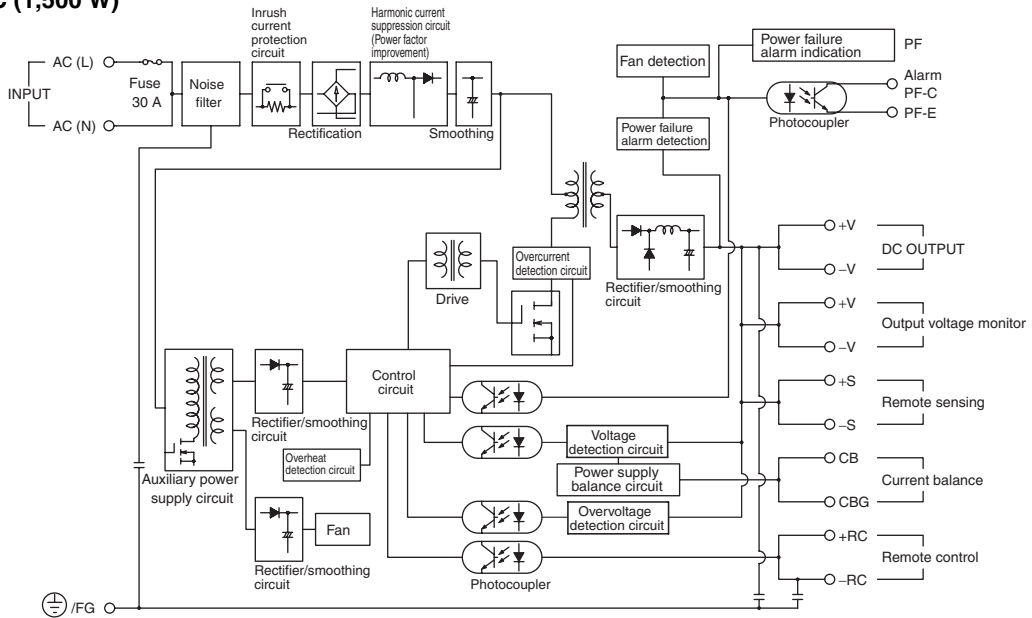 C (1,500 W)
Inrush
current
protection
circuit
Harmonic current
suppression circuit
(Power factor
improvement)
AC (L)
INPUT
AC (N)
Fuse
30 A
Noise
filter
Rectification
Smoothing
Fan detection
Power failure
alarm indication
PF
Alarm
PF-C
PF-E
Photocoupler
Power failure
alarm detection
Overcurrent
detection circuit
Drive
Rectifier/smoothing
circuit
+V
DC OUTPUT
−V
+V
Output voltage monitor
−V
+S
Remote sensing
−S
CB
Current balance
CBG
+RC
Remote control
−RC
Control
circuit
Rectifier/smoothing
circuit
Overheat
detection circuit
Auxiliary power
supply circuit
Voltage
detection circuit
Power supply
balance circuit
Overvoltage
detection circuit
Fan
Rectifier/smoothing
circuit
Photocoupler
/FG